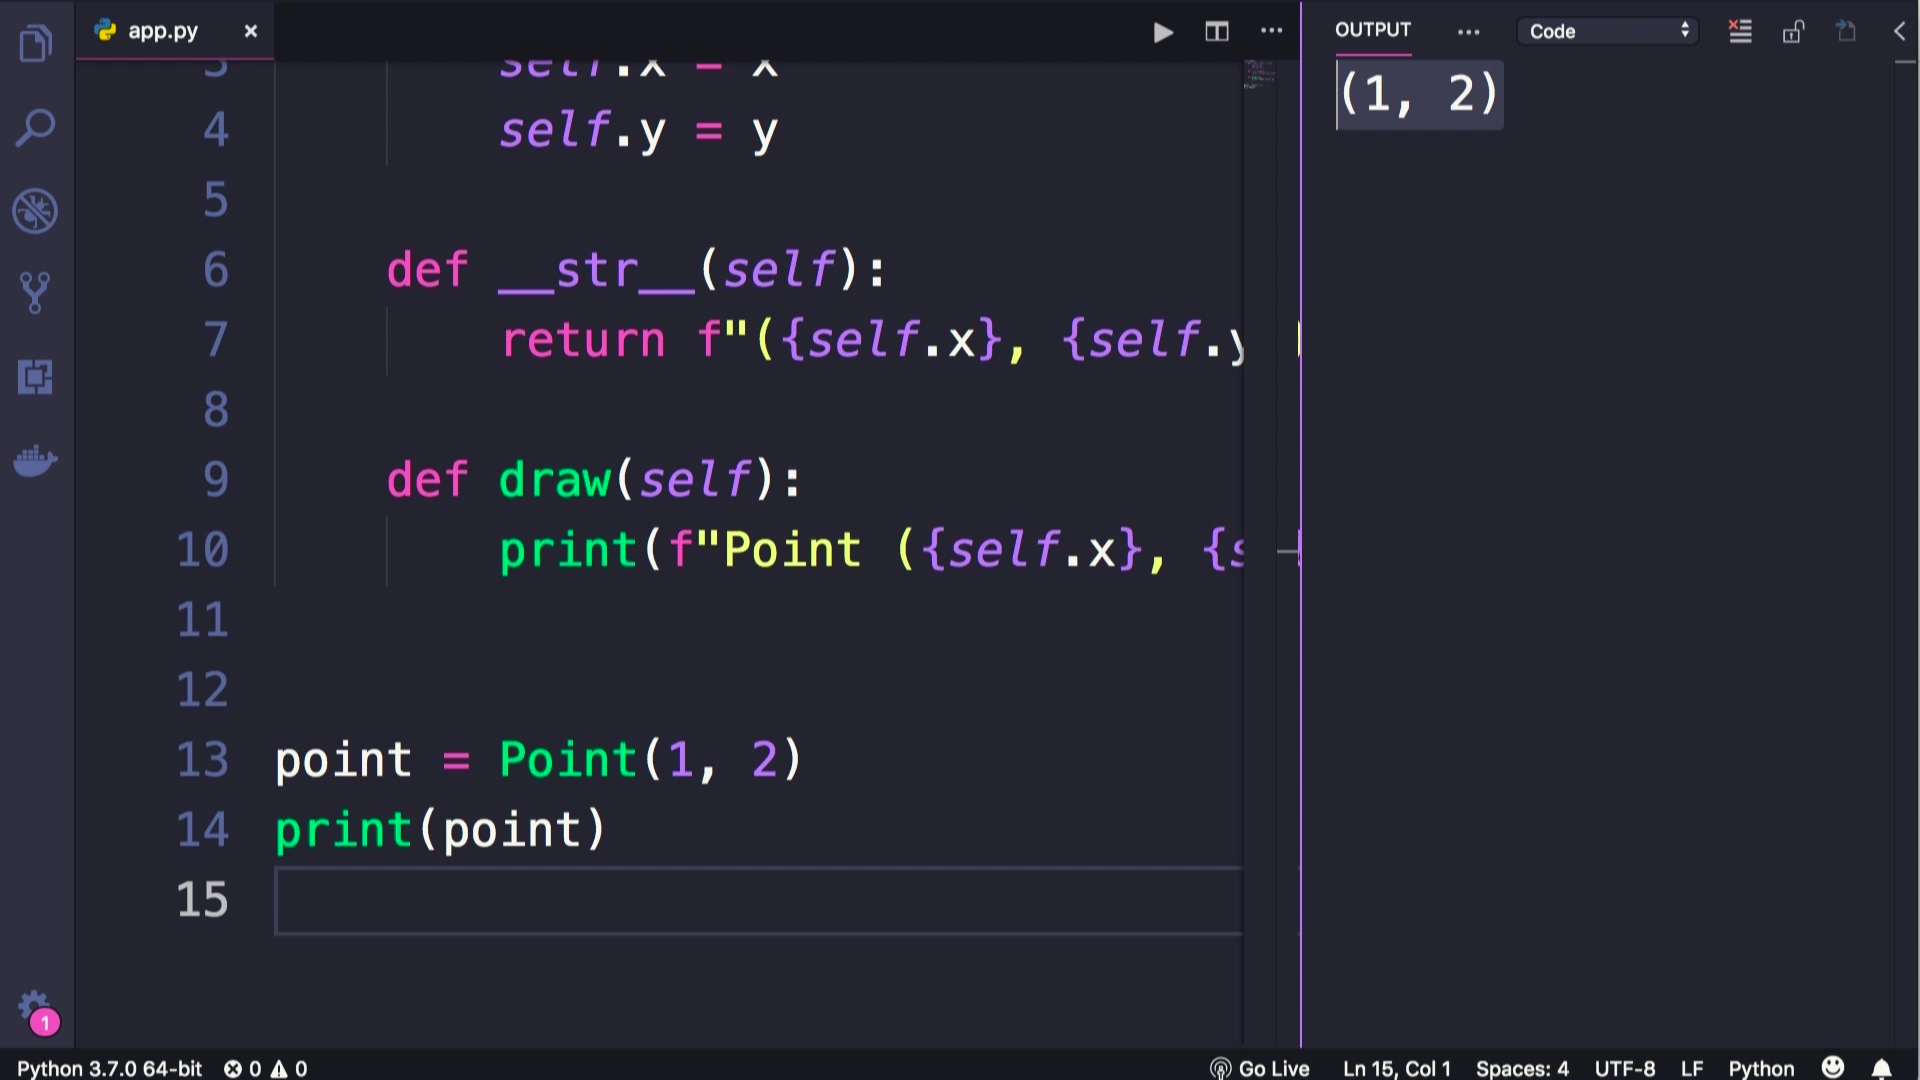 app.py
OUTPUT
Code
self.x = x
(1, 2)
4 self.y = y
5
6 def __str__(self):
7 return f"({self.x}, {self.y
8
9 def draw(self):
10 print(f"Point ({self.x}, {s
11
12
13 point = Point(1, 2)
14 print(point)
15
1
Python 3.7.0 64-bit 0 0 Go Live Ln 15, Col 1 Spaces: 4 UTF-8 LF Python